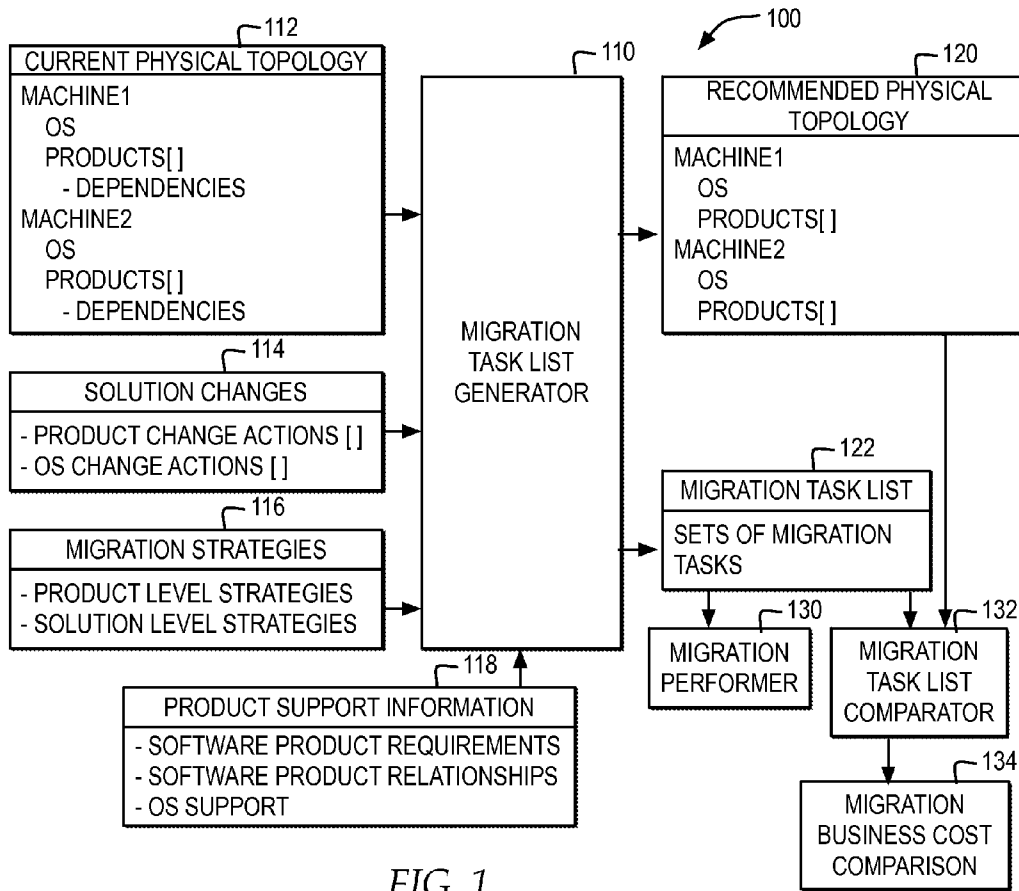 100
112
CURRENT PHYSICAL TOPOLOGY
MACHINE1
OS
PRODUCTS[ ]
- DEPENDENCIES
MACHINE2
OS
PRODUCTS[ ]
- DEPENDENCIES
114
SOLUTION CHANGES
- PRODUCT CHANGE ACTIONS [ ]
- OS CHANGE ACTIONS [ ]
116
MIGRATION STRATEGIES
- PRODUCT LEVEL STRATEGIES
- SOLUTION LEVEL STRATEGIES
118
PRODUCT SUPPORT INFORMATION
- SOFTWARE PRODUCT REQUIREMENTS
- SOFTWARE PRODUCT RELATIONSHIPS
- OS SUPPORT
110
MIGRATION
TASK LIST
GENERATOR
120
RECOMMENDED PHYSICAL
TOPOLOGY
MACHINE1
OS
PRODUCTS[ ]
MACHINE2
OS
PRODUCTS[ ]
122
MIGRATION TASK LIST
SETS OF MIGRATION
TASKS
130
MIGRATION
PERFORMER
132
MIGRATION
TASK LIST
COMPARATOR
134
MIGRATION
BUSINESS COST
COMPARISON
FIG. 1